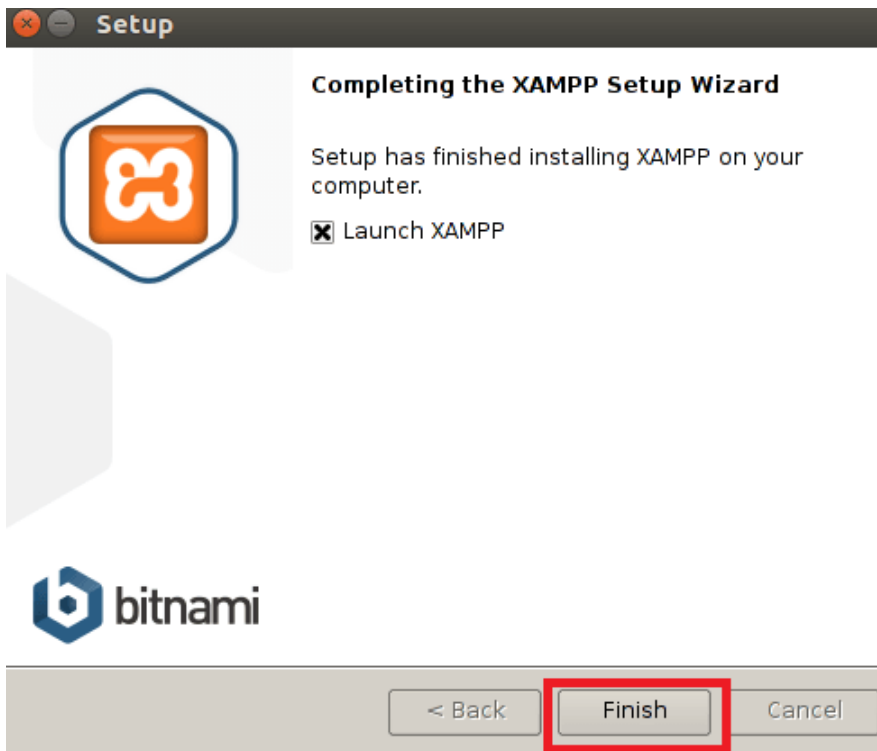 Setup
Completing the XAMPP Setup Wizard
Setup has finished installing XAMPP on your
computer.
Launch XAMPP
bitnami
< Back
Finish
Cancel